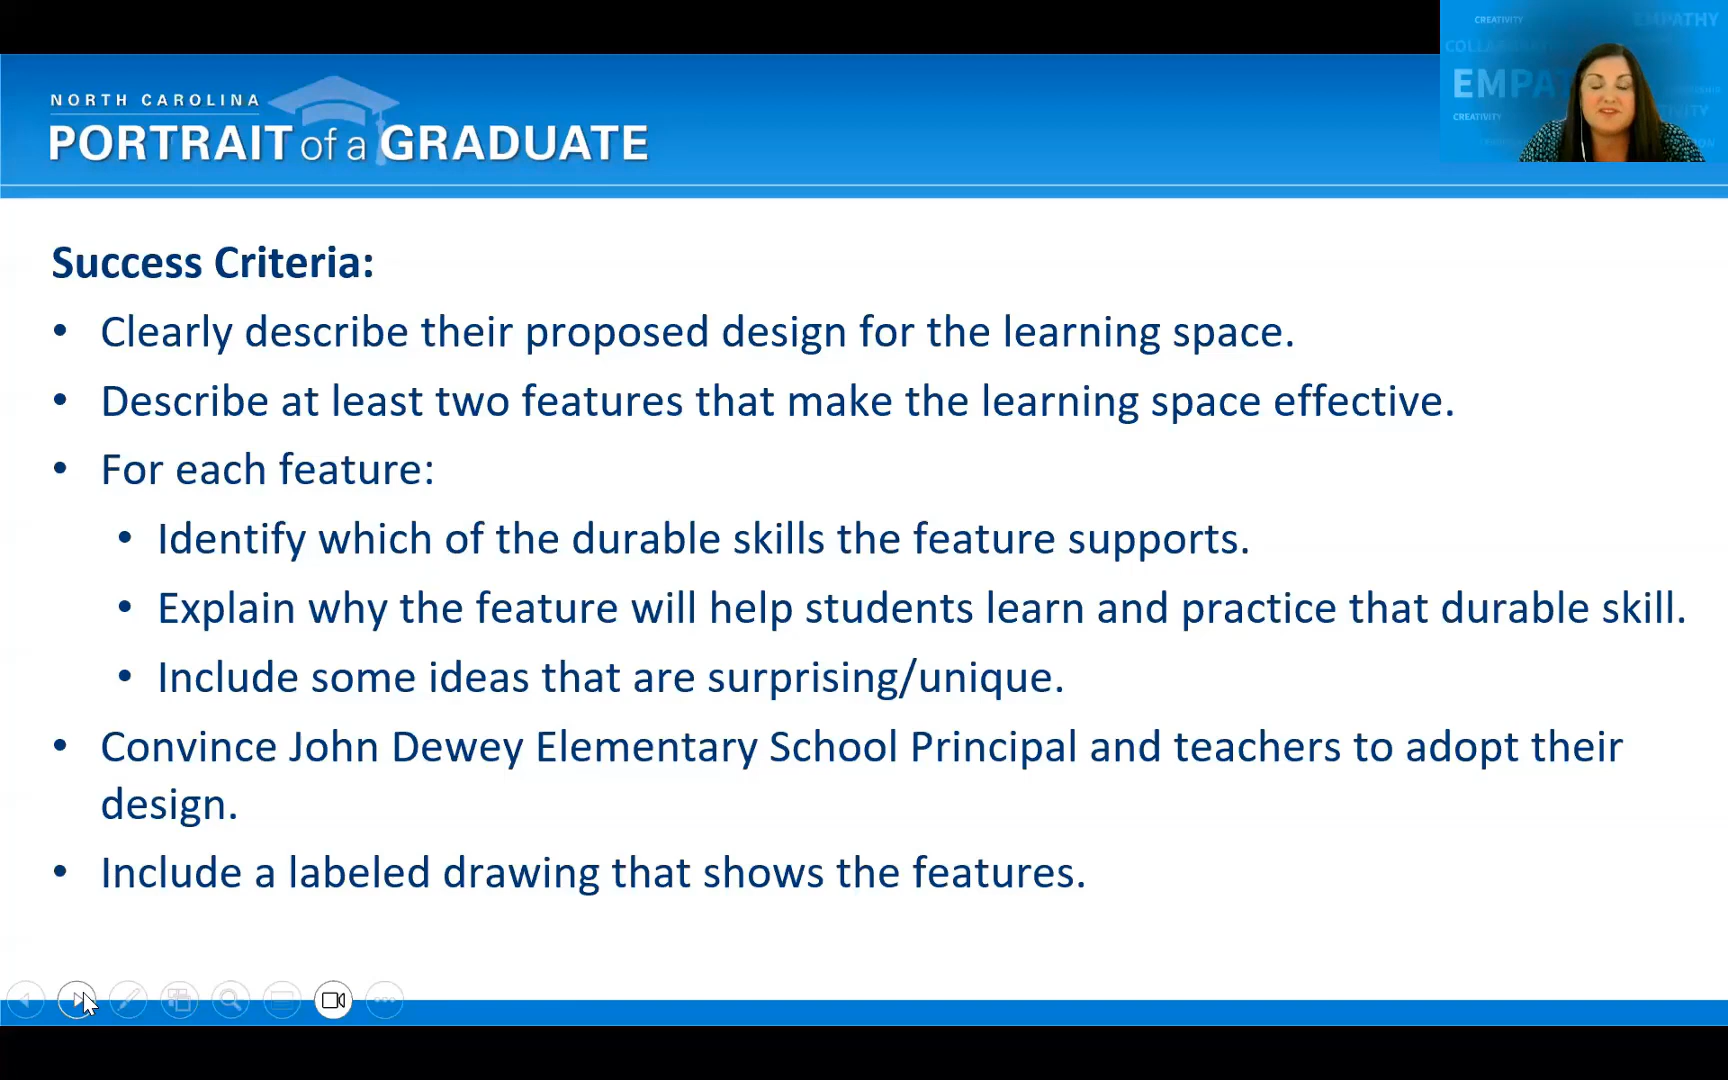 NORTH CAROLINA
PORTRAIT of a GRADUATE
CREATIVITY
EMPATHY
EMPAT
CREATIVITY
Success Criteria:
• Clearly describe their proposed design for the learning space.
• Describe at least two features that make the learning space effective.
• For each feature:
• Identify which of the durable skills the feature supports.
• Explain why the feature will help students learn and practice that durable skill.
• Include some ideas that are surprising/unique.
• Convince John Dewey Elementary School Principal and teachers to adopt their
design.
• Include a labeled drawing that shows the features.